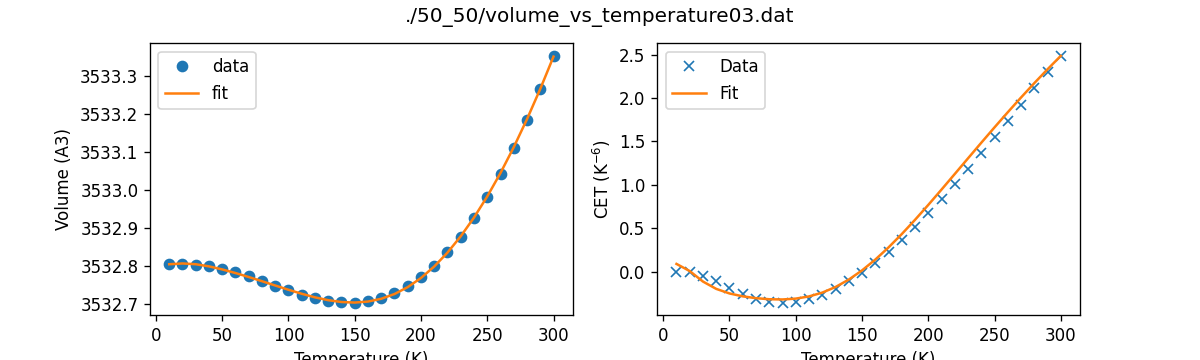 ./50_50/volume_vs_temperature03.dat
data
fit
Volume (A3)
3533.3
3533.2
3533.1
3533.0
3532.9
3532.8
3532.7
0 50 100 150 200 250 300
Temperature (K)
Data
Fit
CET (K⁻⁶)
2.5
2.0
1.5
1.0
0.5
0.0
0 50 100 150 200 250 300
Temperature (K)